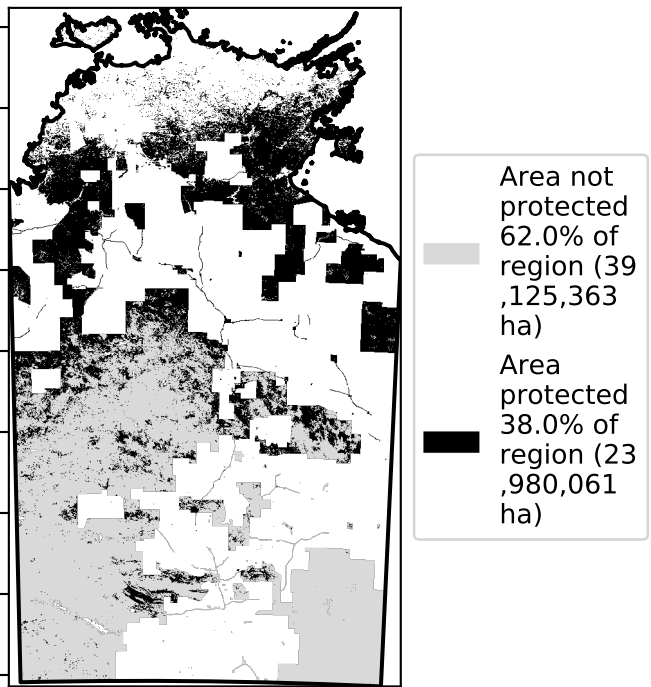 Area not
protected
62.0% of
region (39
,125,363
ha)
Area
protected
38.0% of
region (23
,980,061
ha)